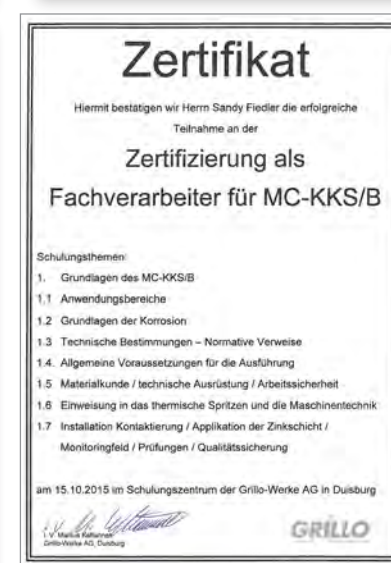 Zertifikat
Hiermit bestätigen wir Herrn Sandy Fiedler die erfolgreiche
Teilnahme an der
Zertifizierung als
Fachverarbeiter für MC-KKS/B
Schulungsthemen:
1. Grundlagen des MC-KKS/B
1.1 Anwendungsbereiche
1.2 Grundlagen der Korrosion
1.3 Technische Bestimmungen – Normative Verweise
1.4. Allgemeine Voraussetzungen für die Ausführung
1.5 Materialkunde / technische Ausrüstung / Arbeitssicherheit
1.6 Einweisung in das thermische Spritzen und die Maschinentechnik
1.7 Installation Kontaktierung / Applikation der Zinkschicht /
Monitoringfeld / Prüfungen / Qualitätssicherung
am 15.10.2015 im Schulungszentrum der Grillo-Werke AG in Duisburg
i. V. Markus
Grillo-Werke AG, Duisburg
GRILLO